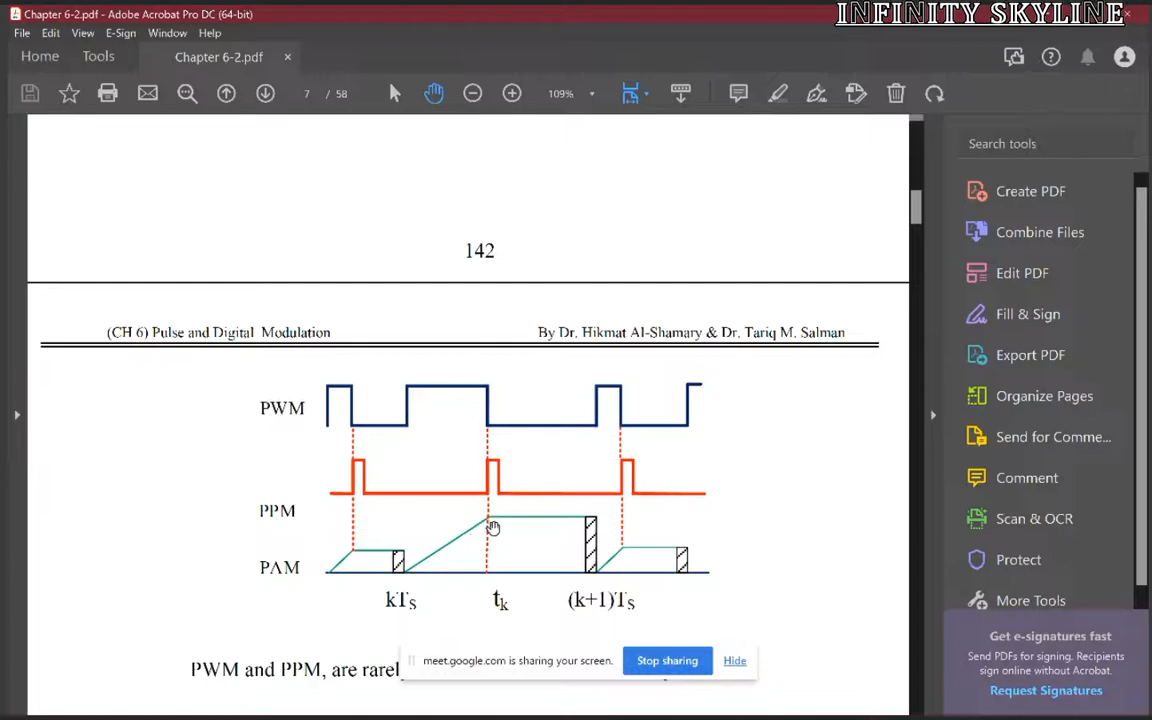 Chapter 6-2.pdf - Adobe Acrobat Pro DC (64-bit)
INFINITY SKYLINE
File Edit View E-Sign Window Help
Home Tools Chapter 6-2.pdf ×
7 / 58 109%
Search tools
Create PDF
Combine Files
Edit PDF
Fill & Sign
Export PDF
Organize Pages
Send for Comme...
Comment
Scan & OCR
Protect
More Tools
Get e-signatures fast
Send PDFs for signing. Recipients
sign online without Acrobat.
Request Signatures
142
(CH 6) Pulse and Digital Modulation By Dr. Hikmat Al-Shamary & Dr. Tariq M. Salman
PWM
PPM
PAM
kTS tk (k+1)TS
PWM and PPM, are rarel
meet.google.com is sharing your screen. Stop sharing Hide